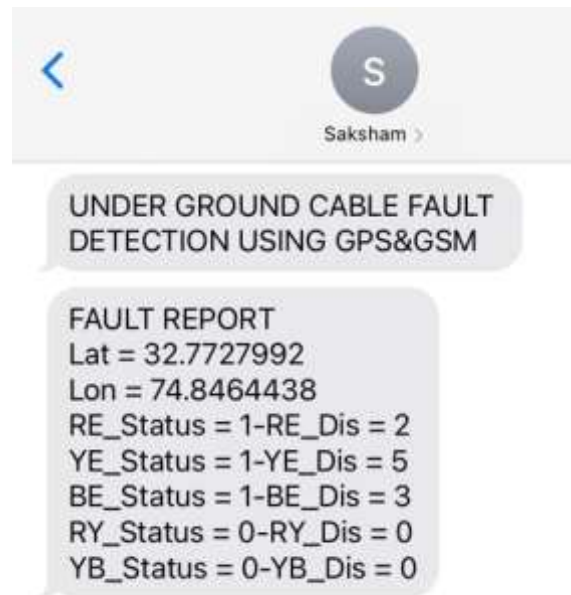 S
Saksham >
UNDER GROUND CABLE FAULT
DETECTION USING GPS&GSM
FAULT REPORT
Lat = 32.7727992
Lon = 74.8464438
RE_Status = 1-RE_Dis = 2
YE_Status = 1-YE_Dis = 5
BE_Status = 1-BE_Dis = 3
RY_Status = 0-RY_Dis = 0
YB_Status = 0-YB_Dis = 0